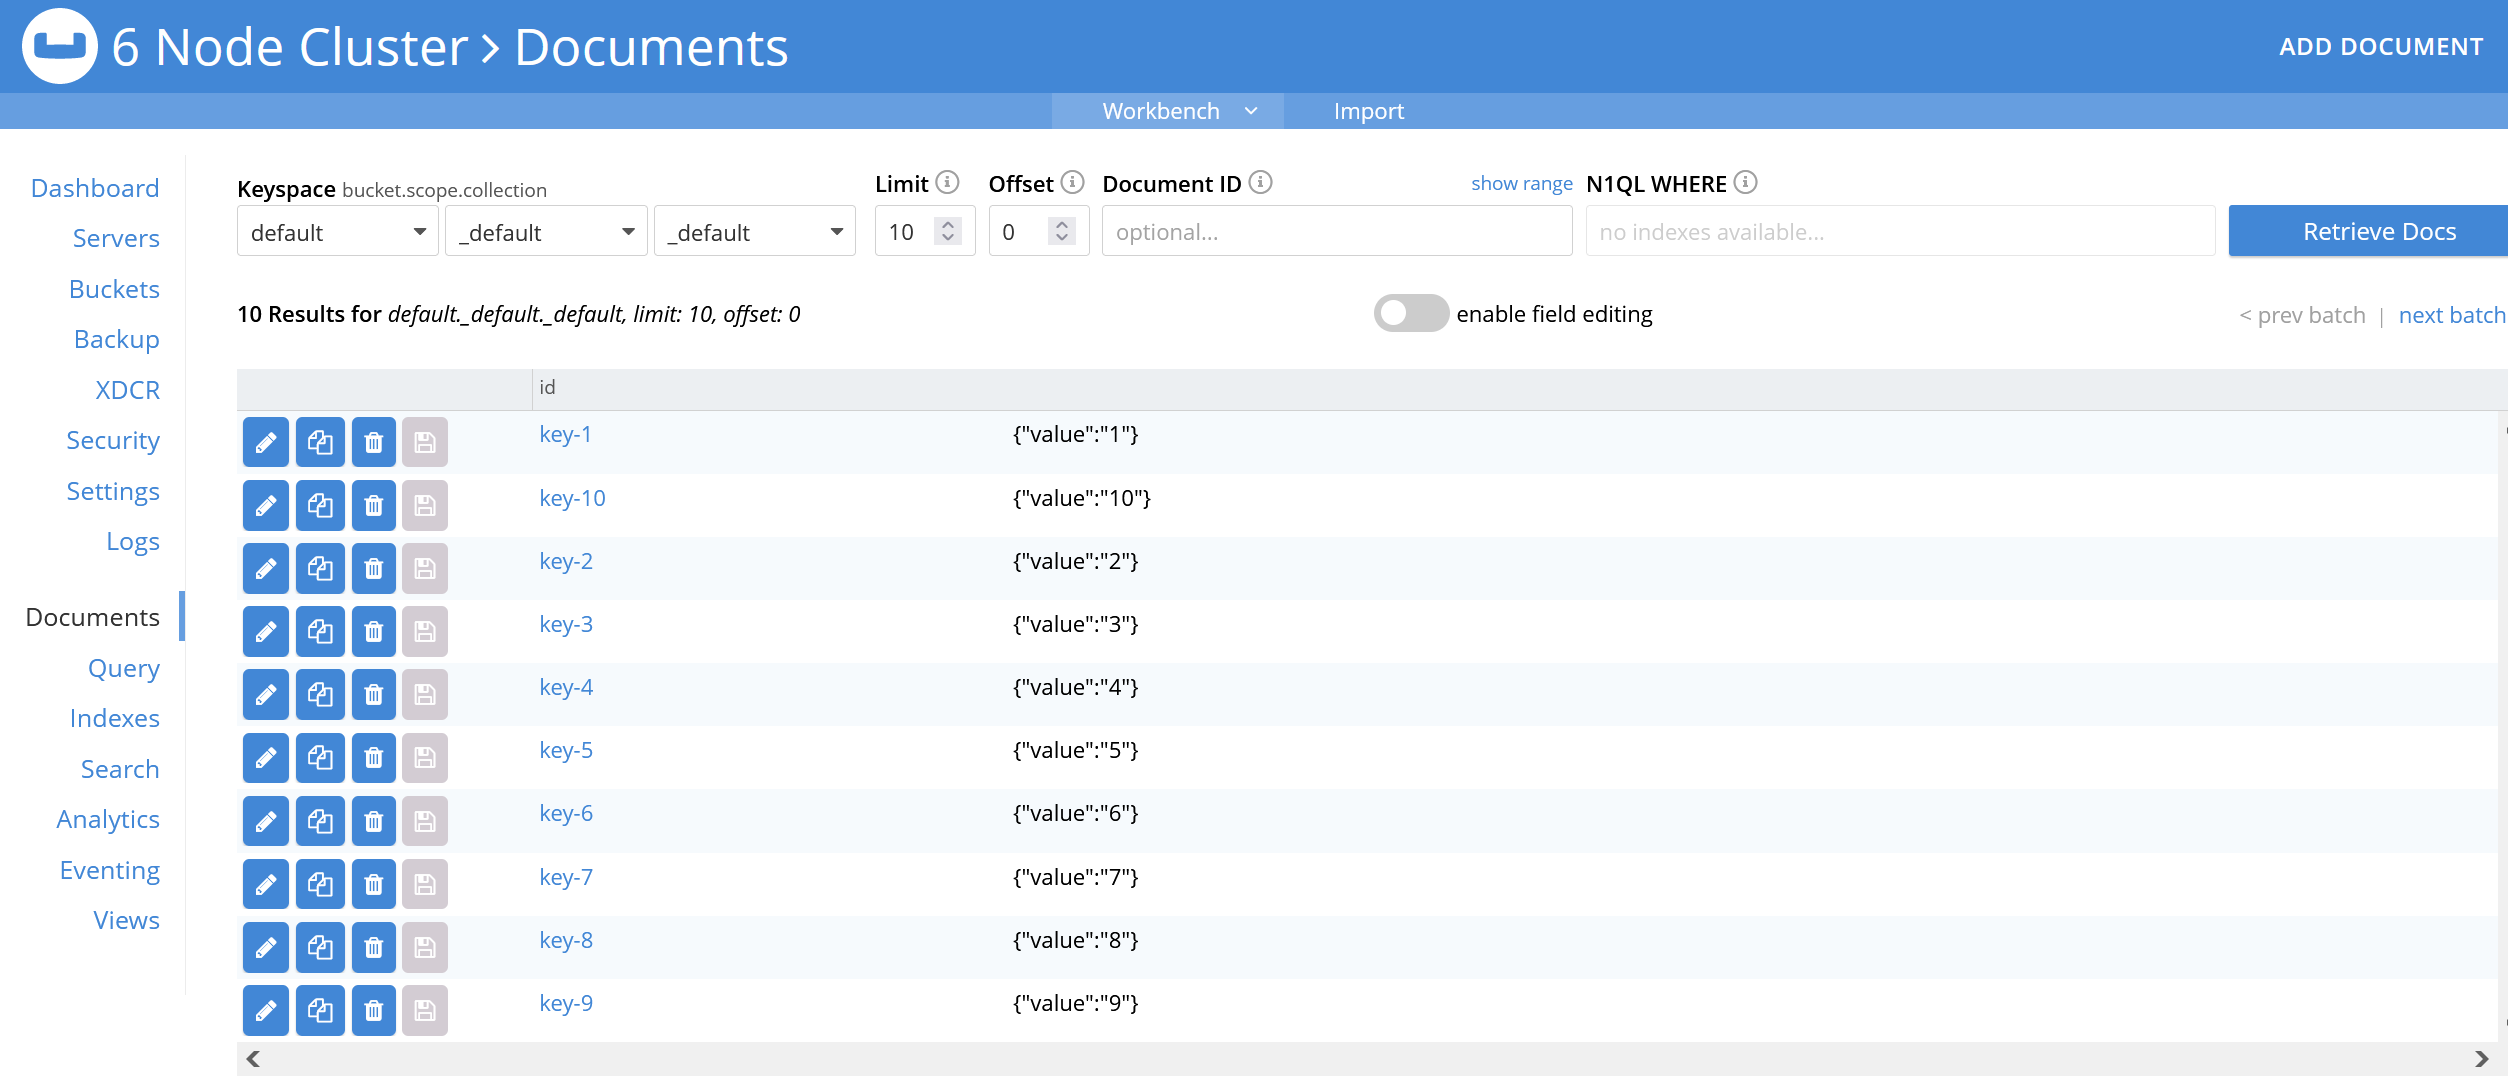 6 Node Cluster > Documents
ADD DOCUMENT
Workbench
Import
Dashboard
Servers
Buckets
Backup
XDCR
Security
Settings
Logs
Documents
Query
Indexes
Search
Analytics
Eventing
Views
Keyspace bucket.scope.collection
Limit
Offset
Document ID
show range
N1QL WHERE
default
_default
_default
10
0
optional...
no indexes available...
Retrieve Docs
10 Results for default._default._default, limit: 10, offset: 0
enable field editing
< prev batch | next batch
id
key-1 {"value":"1"}
key-10 {"value":"10"}
key-2 {"value":"2"}
key-3 {"value":"3"}
key-4 {"value":"4"}
key-5 {"value":"5"}
key-6 {"value":"6"}
key-7 {"value":"7"}
key-8 {"value":"8"}
key-9 {"value":"9"}